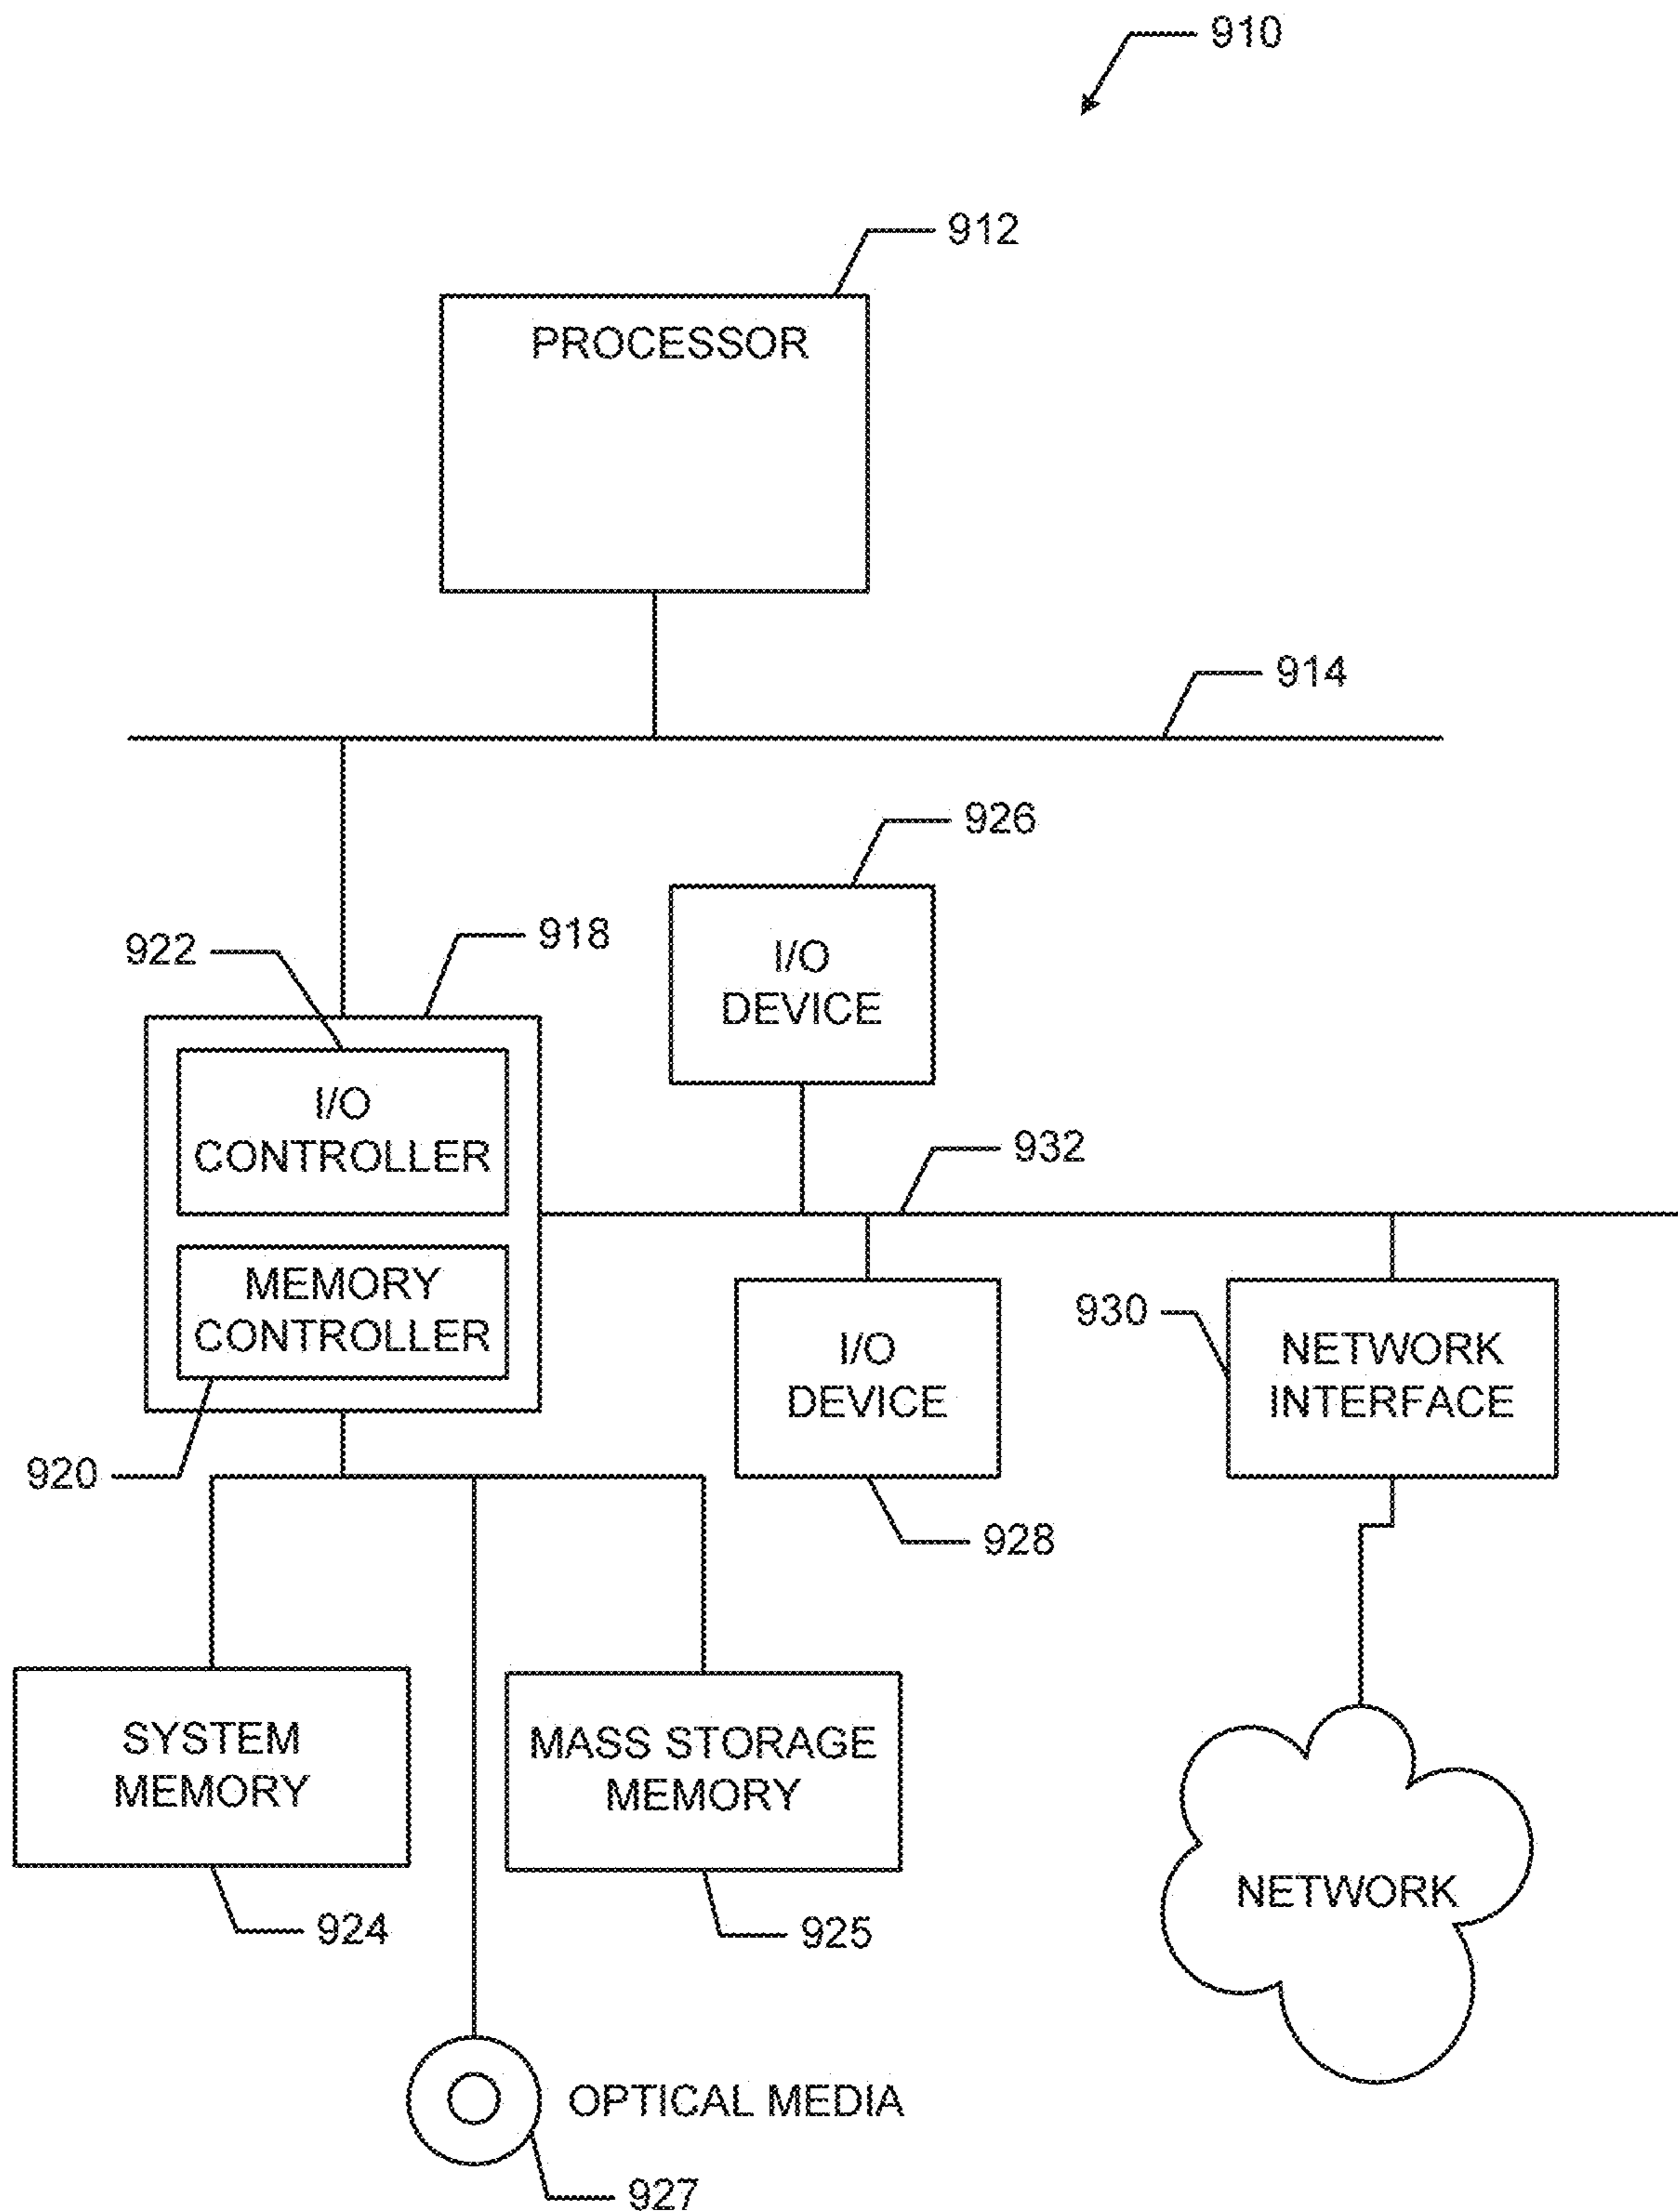 910
912
PROCESSOR
914
926
I/O
DEVICE
922
918
I/O
CONTROLLER
932
MEMORY
CONTROLLER
920
I/O
DEVICE
928
930
NETWORK
INTERFACE
SYSTEM
MEMORY
924
MASS STORAGE
MEMORY
925
NETWORK
OPTICAL MEDIA
927